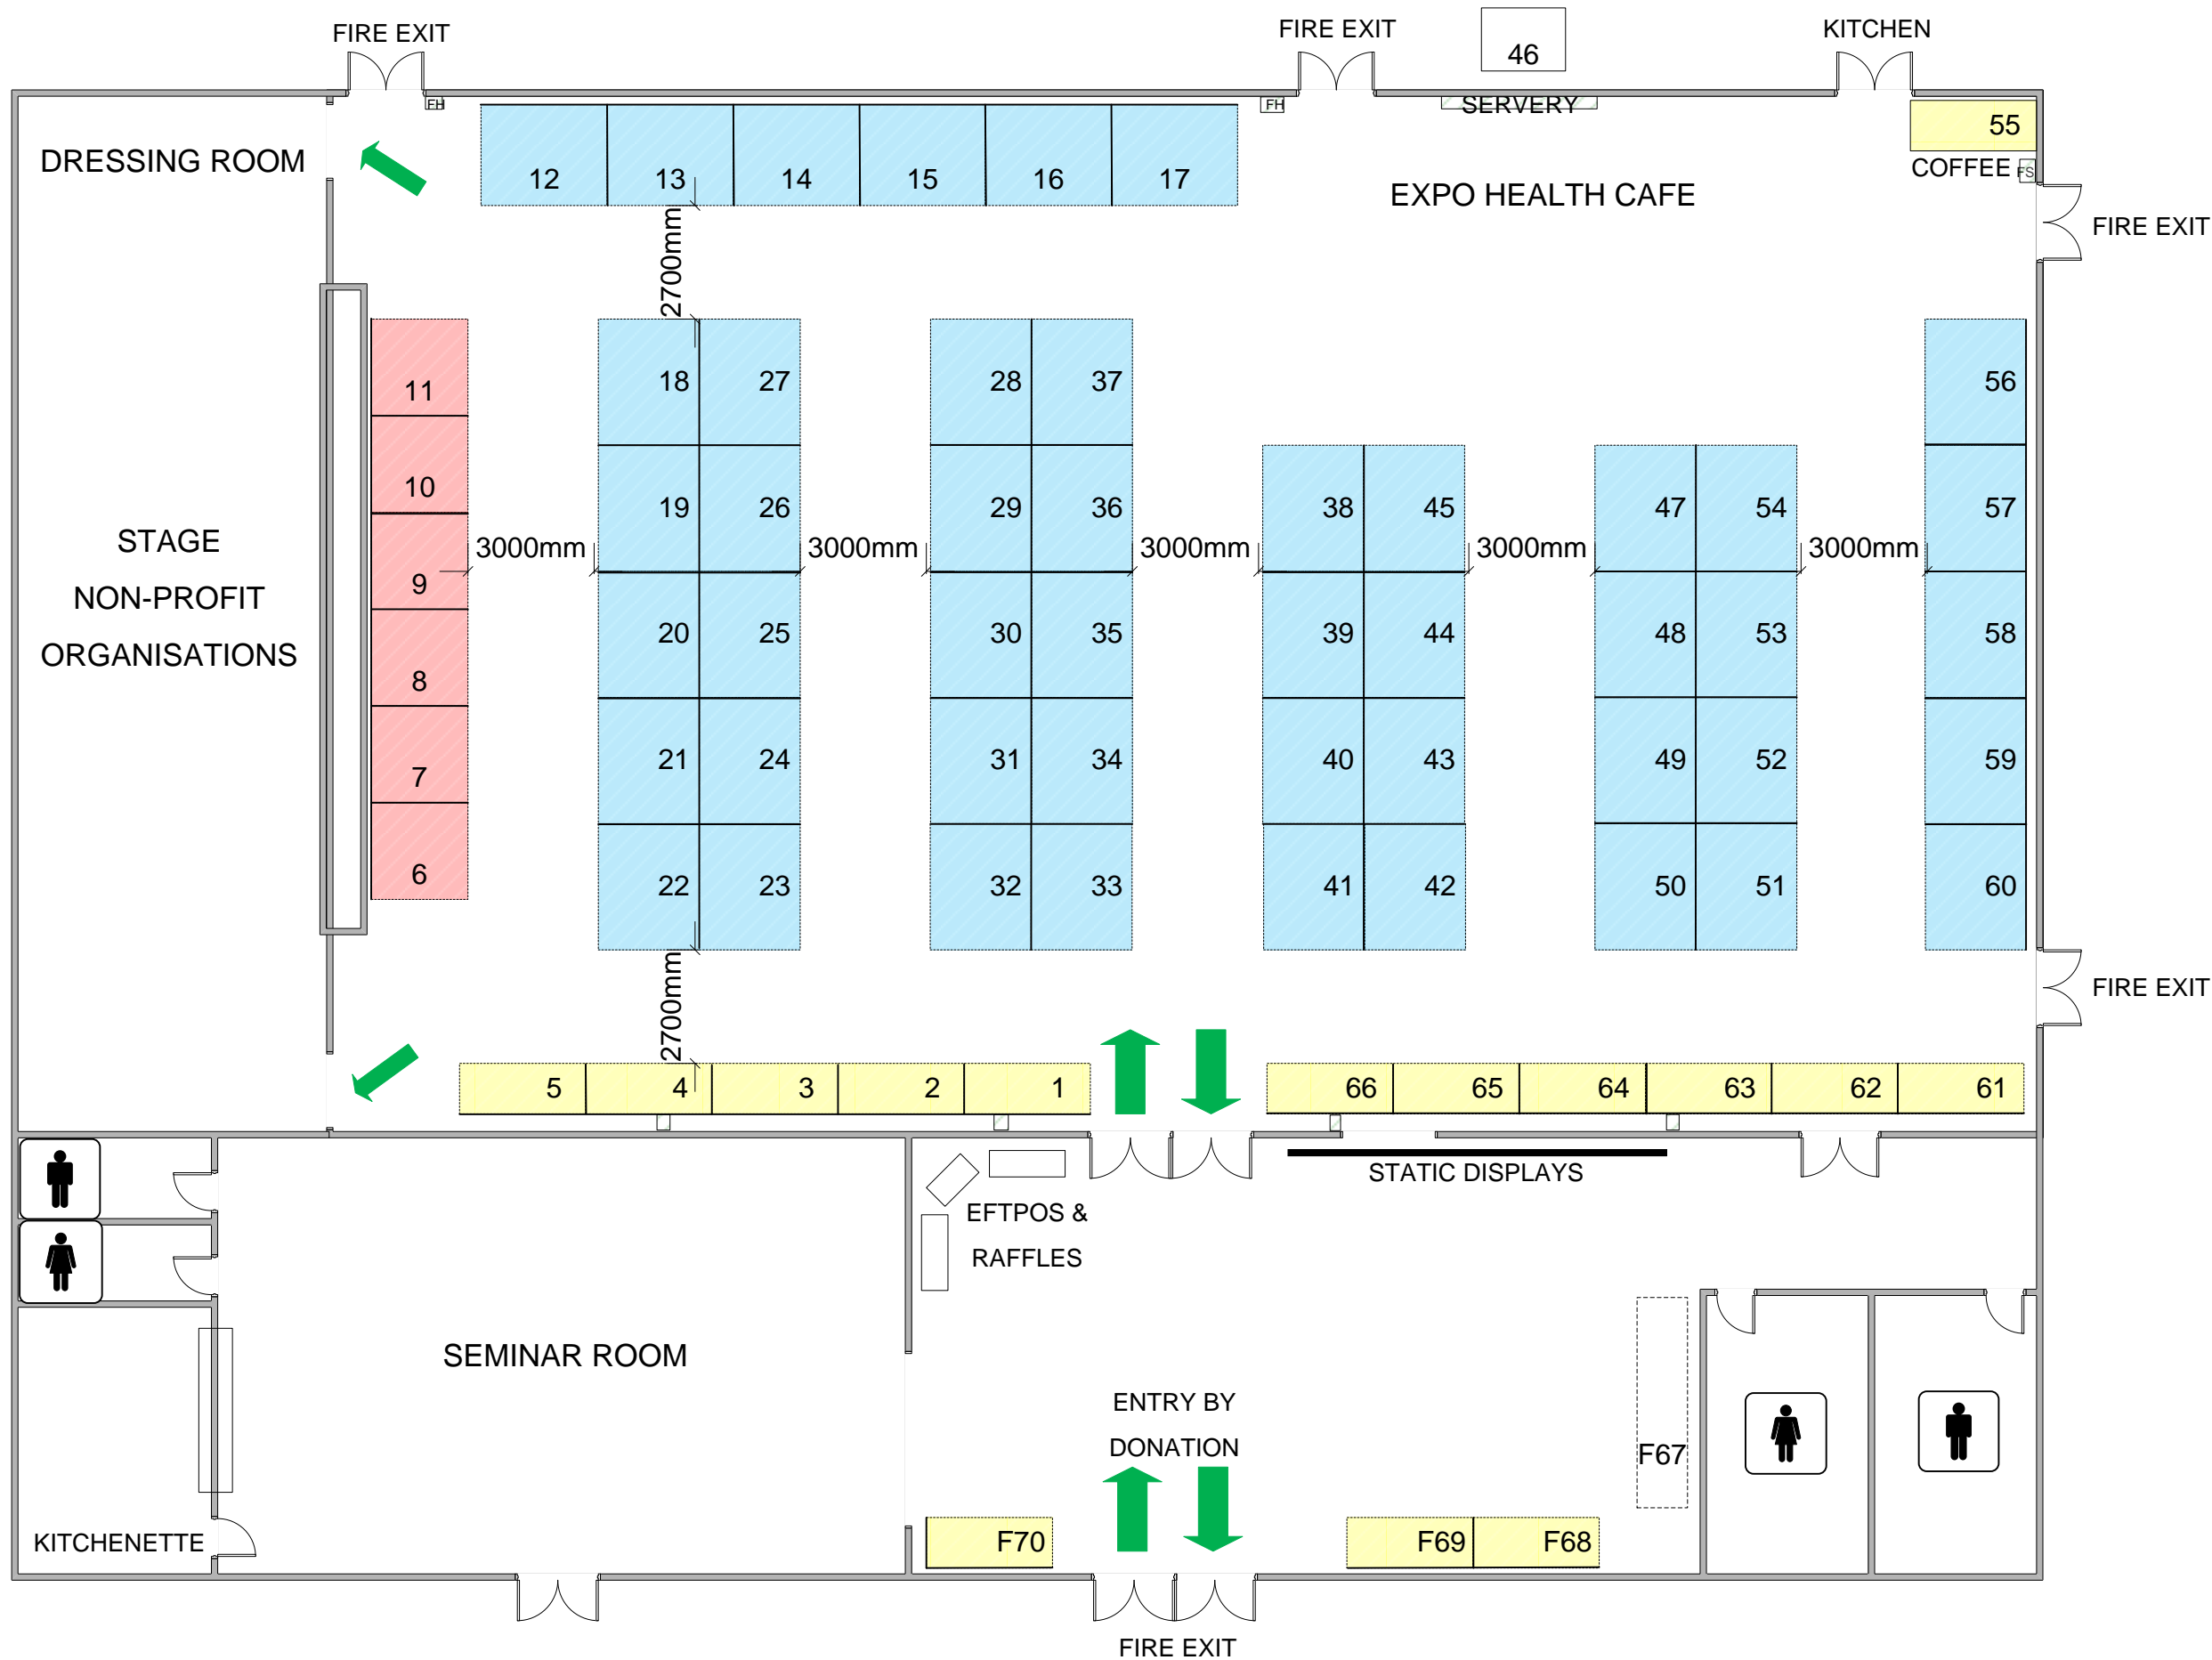 FIRE EXIT
FIRE EXIT
46
KITCHEN
FH
FH
SERVERY
55
COFFEE
FS
DRESSING ROOM
12 13 14 15 16 17
EXPO HEALTH CAFE
FIRE EXIT
2700mm
11
10
9
8
7
6
18 27
19 26
20 25
21 24
22 23
28 37
29 36
30 35
31 34
32 33
38 45
39 44
40 43
41 42
47 54
48 53
49 52
50 51
56
57
58
59
60
STAGE
NON-PROFIT
ORGANISATIONS
3000mm
3000mm
3000mm
3000mm
3000mm
2700mm
FIRE EXIT
5 4 3 2 1
66 65 64 63 62 61
STATIC DISPLAYS
EFTPOS &
RAFFLES
SEMINAR ROOM
ENTRY BY
DONATION
F67
KITCHENETTE
F70
F69 F68
FIRE EXIT